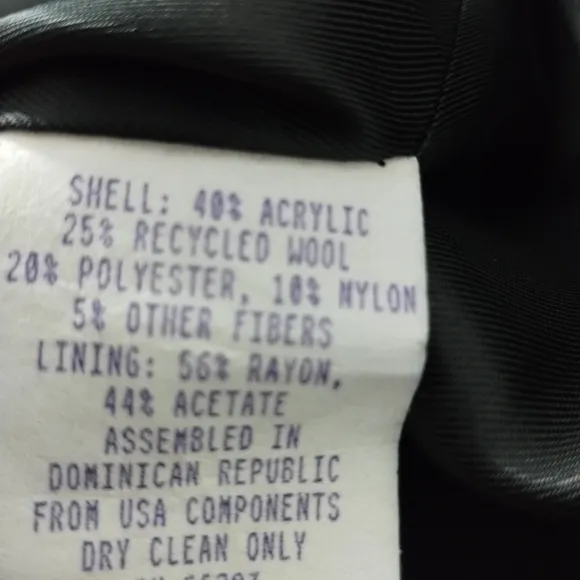 SHELL: 40% ACRYLIC
25% RECYCLED WOOL
20% POLYESTER, 10% NYLON
5% OTHER FIBERS
LINING: 56% RAYON,
44% ACETATE
ASSEMBLED IN
DOMINICAN REPUBLIC
FROM USA COMPONENTS
DRY CLEAN ONLY